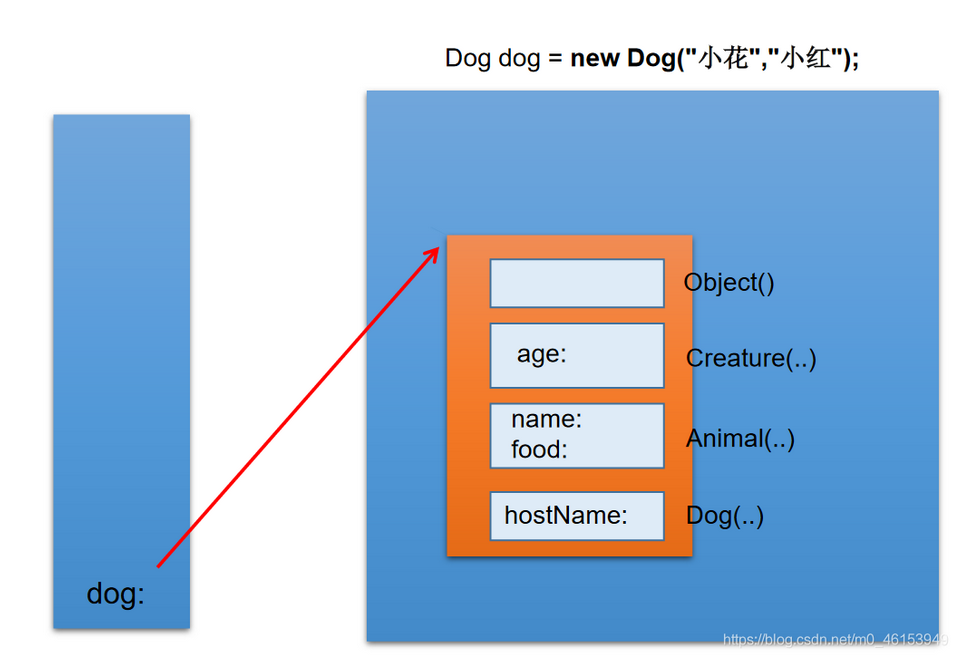 Dog dog = new Dog("小花","小红");
Object()
age:
Creature(..)
name:
food:
Animal(..)
hostName:
Dog(..)
dog:
https://blog.csdn.net/m0_46153949